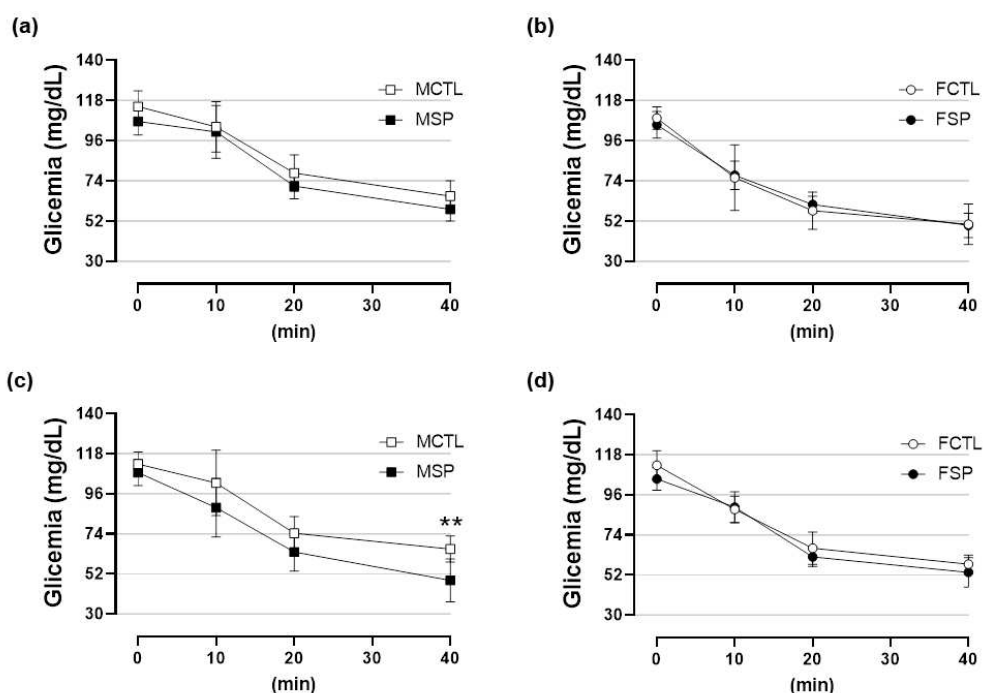 (a)
Glicemia (mg/dL)
140
118
96
74
52
30
MCTL
MSP
0 10 20 30 40
(min)
(b)
Glicemia (mg/dL)
140
118
96
74
52
30
FCTL
FSP
0 10 20 30 40
(min)
(c)
Glicemia (mg/dL)
140
118
96
74
52
30
MCTL
MSP
**
0 10 20 30 40
(min)
(d)
Glicemia (mg/dL)
140
118
96
74
52
30
FCTL
FSP
0 10 20 30 40
(min)